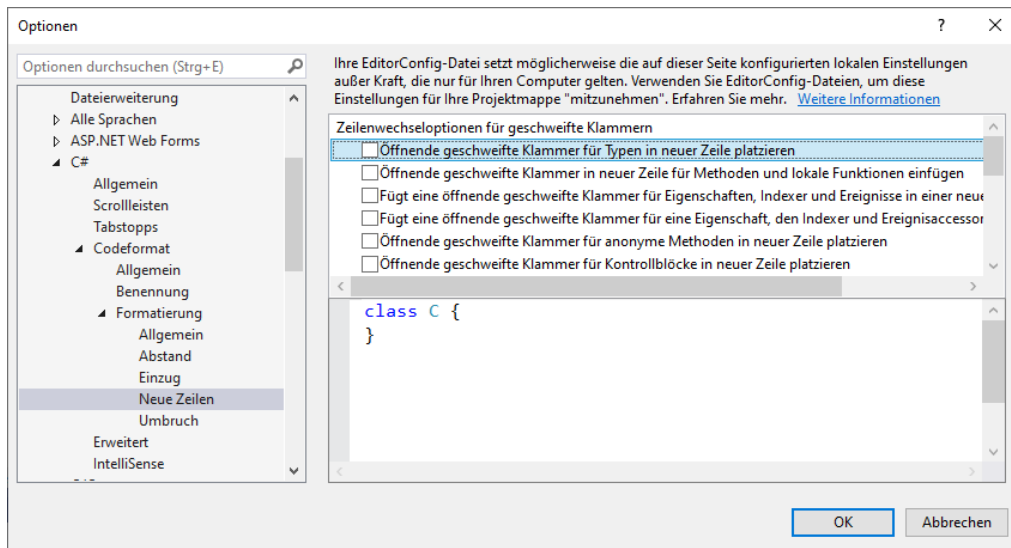 Optionen
?
Optionen durchsuchen (Strg+E)
Dateierweiterung
Alle Sprachen
ASP.NET Web Forms
C#
Allgemein
Scrollleisten
Tabstopps
Codeformat
Allgemein
Benennung
Formatierung
Allgemein
Abstand
Einzug
Neue Zeilen
Umbruch
Erweitert
IntelliSense
Ihre EditorConfig-Datei setzt möglicherweise die auf dieser Seite konfigurierten lokalen Einstellungen
außer Kraft, die nur für Ihren Computer gelten. Verwenden Sie EditorConfig-Dateien, um diese
Einstellungen für Ihre Projektmappe "mitzunehmen". Erfahren Sie mehr. Weitere Informationen
Zeilenwechseloptionen für geschweifte Klammern
Öffnende geschweifte Klammer für Typen in neuer Zeile platzieren
Öffnende geschweifte Klammer in neuer Zeile für Methoden und lokale Funktionen einfügen
Fügt eine öffnende geschweifte Klammer für Eigenschaften, Indexer und Ereignisse in einer neue
Fügt eine öffnende geschweifte Klammer für eine Eigenschaft, den Indexer und Ereignisaccessor
Öffnende geschweifte Klammer für anonyme Methoden in neuer Zeile platzieren
Öffnende geschweifte Klammer für Kontrollblöcke in neuer Zeile platzieren
class C {
}
OK
Abbrechen